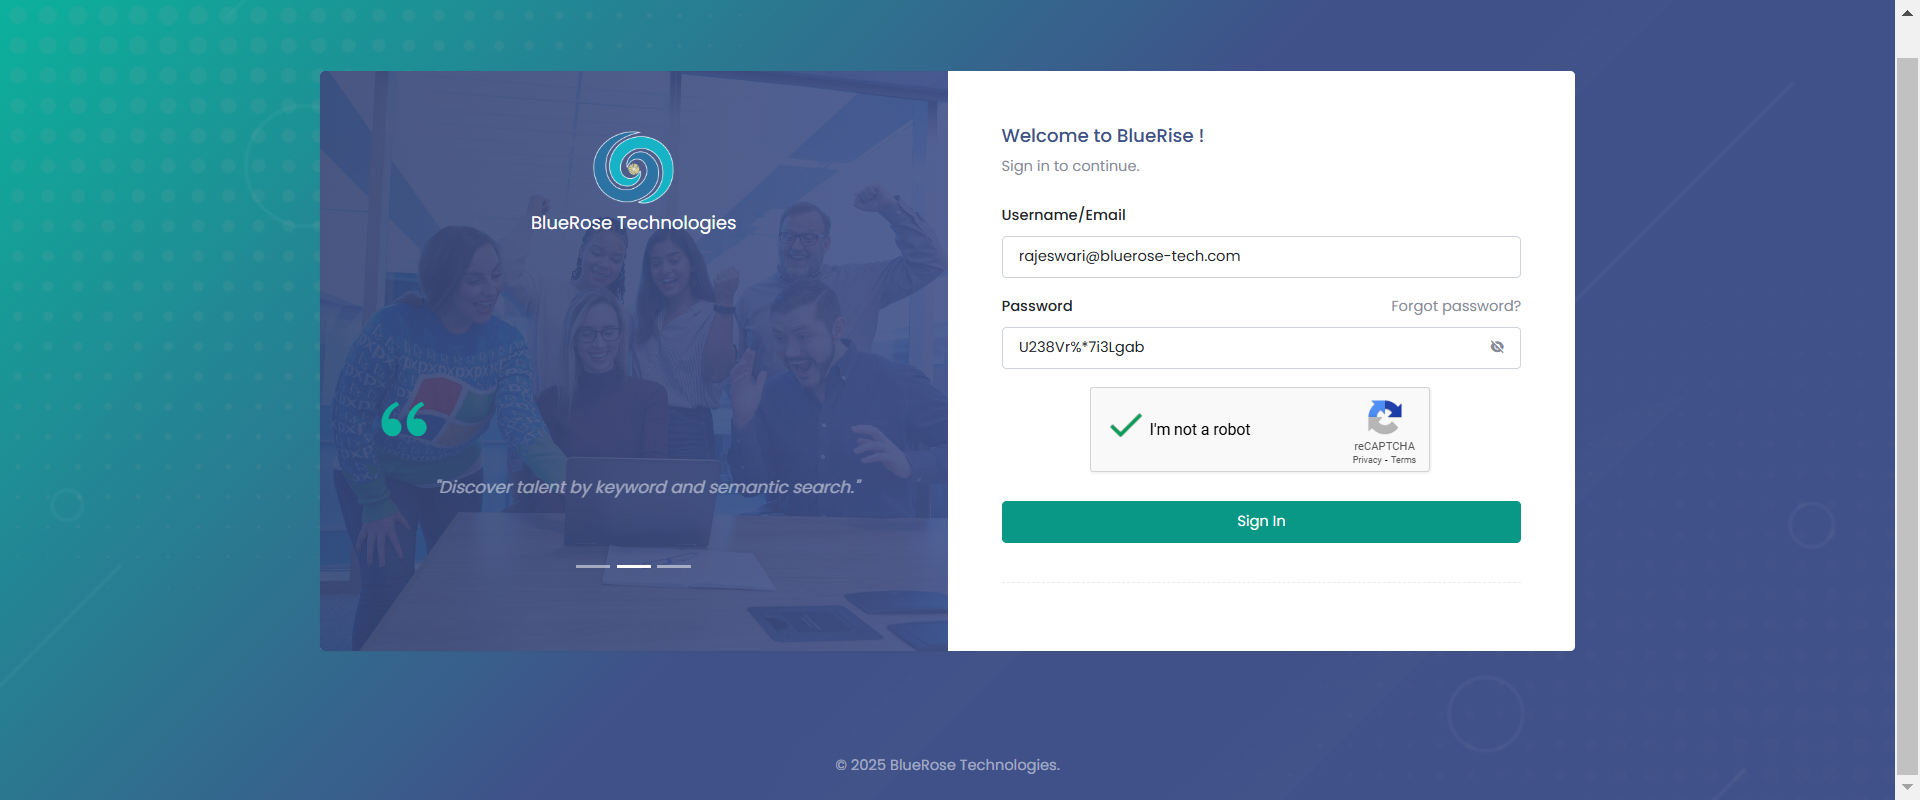 BlueRose Technologies
"Discover talent by keyword and semantic search."
Welcome to BlueRise !
Sign in to continue.
Username/Email
rajeswari@bluerose-tech.com
Password
Forgot password?
U238Vr%*7i3Lgab
I'm not a robot
reCAPTCHA
Privacy - Terms
Sign In
© 2025 BlueRose Technologies.